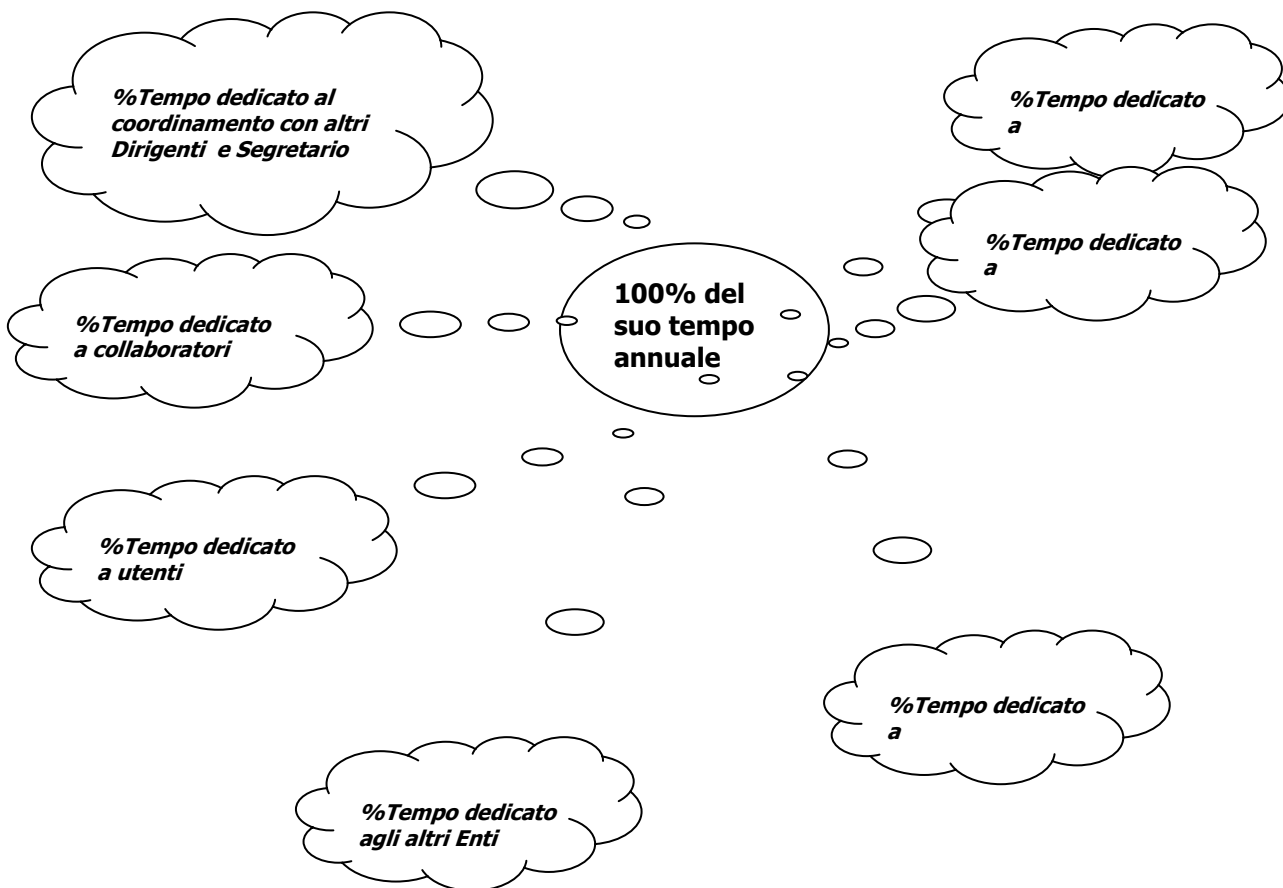 %Tempo dedicato al
coordinamento con altri
Dirigenti e Segretario
%Tempo dedicato
a
%Tempo dedicato
a
100% del
suo tempo
annuale
%Tempo dedicato
a collaboratori
%Tempo dedicato
a utenti
%Tempo dedicato
a
%Tempo dedicato
agli altri Enti